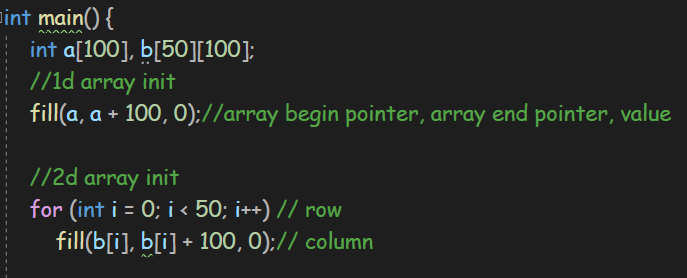 int main() {
int a[100], b[50][100];
//1d array init
fill(a, a + 100, 0);//array begin pointer, array end pointer, value
//2d array init
for (int i = 0; i < 50; i++) // row
fill(b[i], b[i] + 100, 0);// column